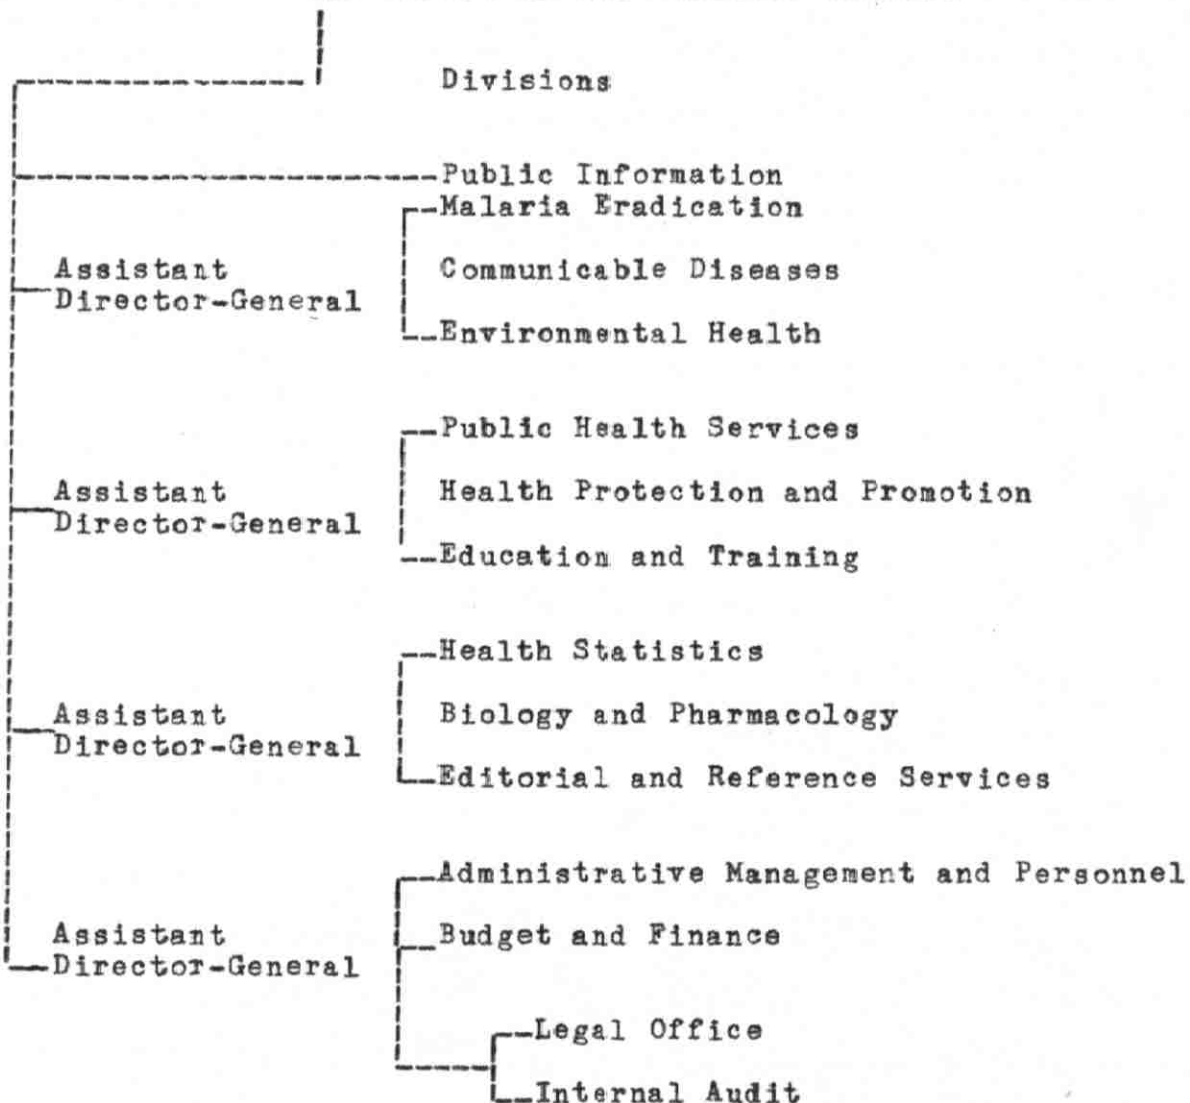 Divisions
Public Information
Malaria Eradication
Assistant
Director-General
Communicable Diseases
Environmental Health
Public Health Services
Assistant
Director-General
Health Protection and Promotion
Education and Training
Health Statistics
Assistant
Director-General
Biology and Pharmacology
Editorial and Reference Services
Administrative Management and Personnel
Assistant
Director-General
Budget and Finance
Legal Office
Internal Audit